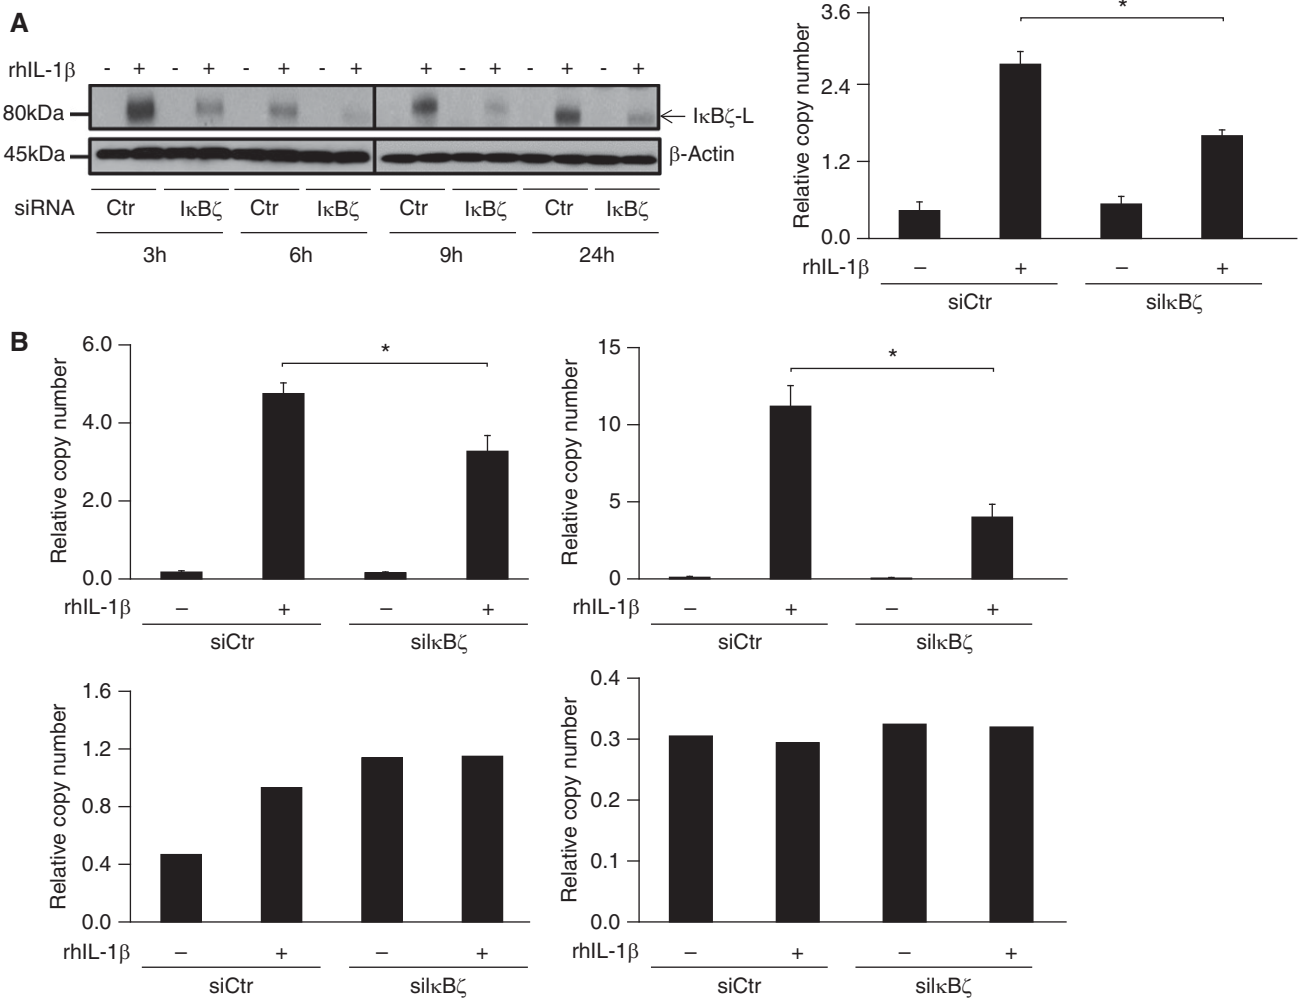 A
rhIL-1β - + - + - + - + + - + - + - +
80kDa
IκBζ-L
45kDa
β-Actin
siRNA Ctr IκBζ Ctr IκBζ Ctr IκBζ Ctr IκBζ
3h 6h 9h 24h
*
Relative copy number
3.6
2.4
1.2
0.0
rhIL-1β – + – +
siCtr siIκBζ
B
*
Relative copy number
6.0
4.0
2.0
0.0
rhIL-1β – + – +
siCtr siIκBζ
*
Relative copy number
15
10
5
0
rhIL-1β – + – +
siCtr siIκBζ
Relative copy number
1.6
1.2
0.8
0.4
0.0
rhIL-1β – + – +
siCtr siIκBζ
Relative copy number
0.4
0.3
0.2
0.1
0.0
rhIL-1β – + – +
siCtr siIκBζ